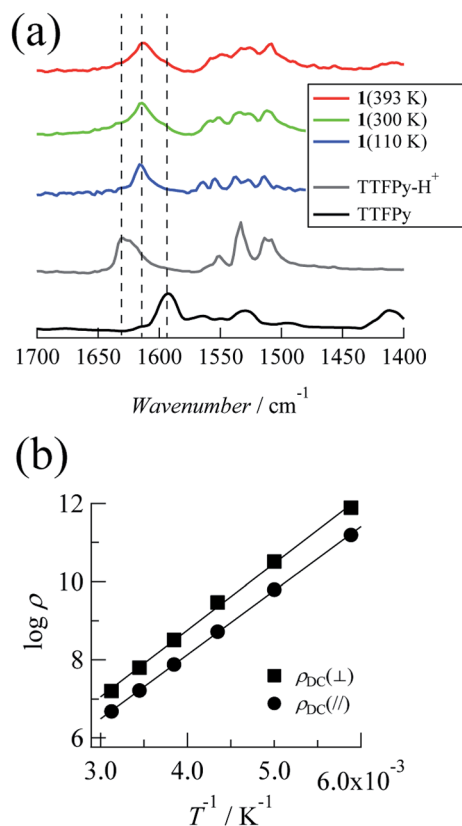 (a)
1(393 K)
1(300 K)
1(110 K)
TTFPy-H⁺
TTFPy
1700 1650 1600 1550 1500 1450 1400
Wavenumber / cm⁻¹
(b)
12
10
8
6
log ρ
ρDC(⊥)
ρDC(//)
3.0 4.0 5.0 6.0x10⁻³
T⁻¹ / K⁻¹